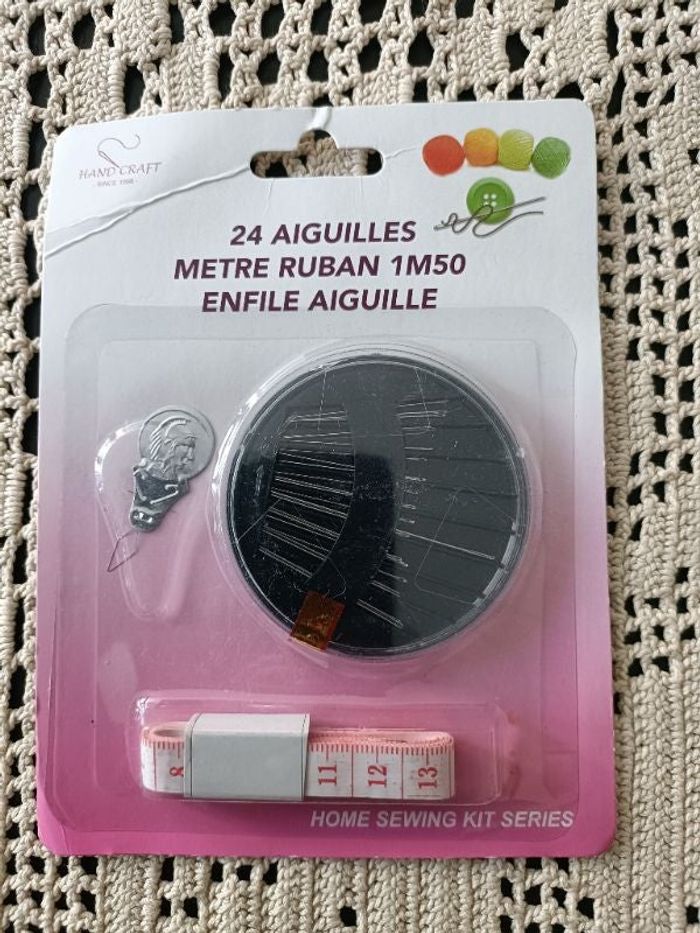 HAND CRAFT
- SINCE 1998 -
24 AIGUILLES
METRE RUBAN 1M50
ENFILE AIGUILLE
8 11 12 13
HOME SEWING KIT SERIES